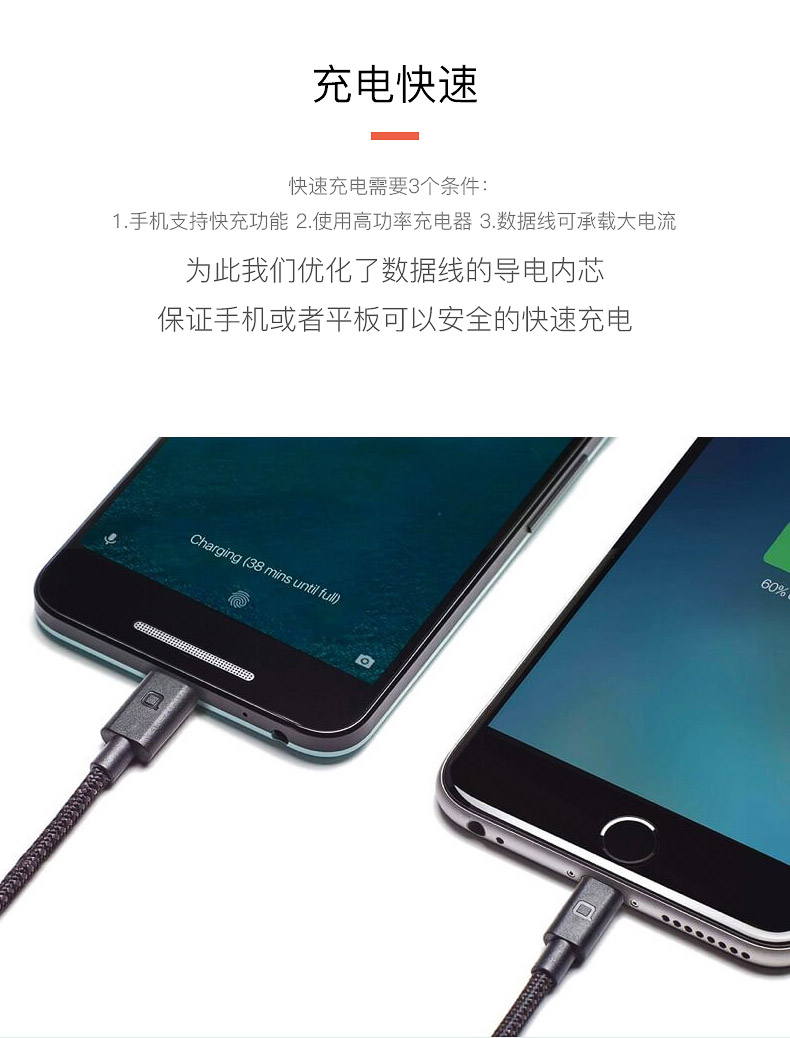 充电快速
快速充电需要3个条件：
1.手机支持快充功能 2.使用高功率充电器 3.数据线可承载大电流
为此我们优化了数据线的导电内芯
保证手机或者平板可以安全的快速充电
Charging (38 mins until full)
60%